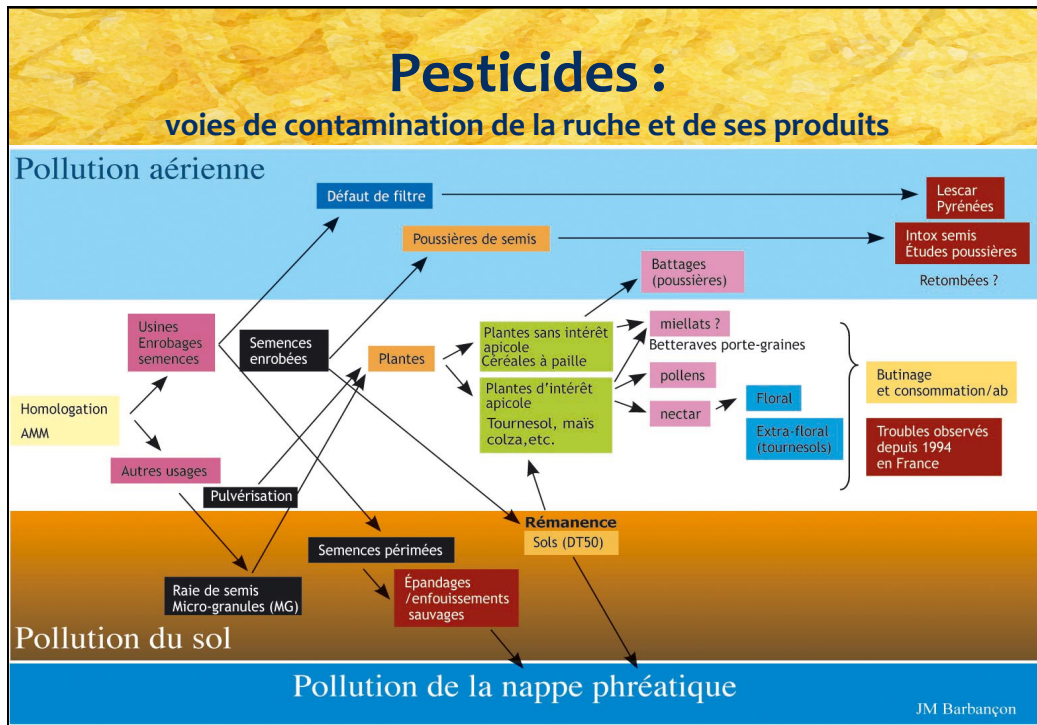 Pesticides :
voies de contamination de la ruche et de ses produits
Pollution aérienne
Défaut de filtre
Lescar
Pyrénées
Poussières de semis
Intox semis
Études poussières
Retombées ?
Battages
(poussières)
Usines
Enrobages
semences
Semences
enrobées
Plantes
Plantes sans intérêt
apicole
Céréales à paille
miellats ?
Betteraves porte-graines
Plantes d'intérêt
apicole
Tournesol, maïs
colza,etc.
pollens
nectar
Floral
Extra-floral
(tournesols)
Butinage
et consommation/ab
Troubles observés
depuis 1994
en France
Homologation
AMM
Autres usages
Pulvérisation
Rémanence
Sols (DT50)
Semences périmées
Raie de semis
Micro-granules (MG)
Épandages
/enfouissements
sauvages
Pollution du sol
Pollution de la nappe phréatique
JM Barbançon